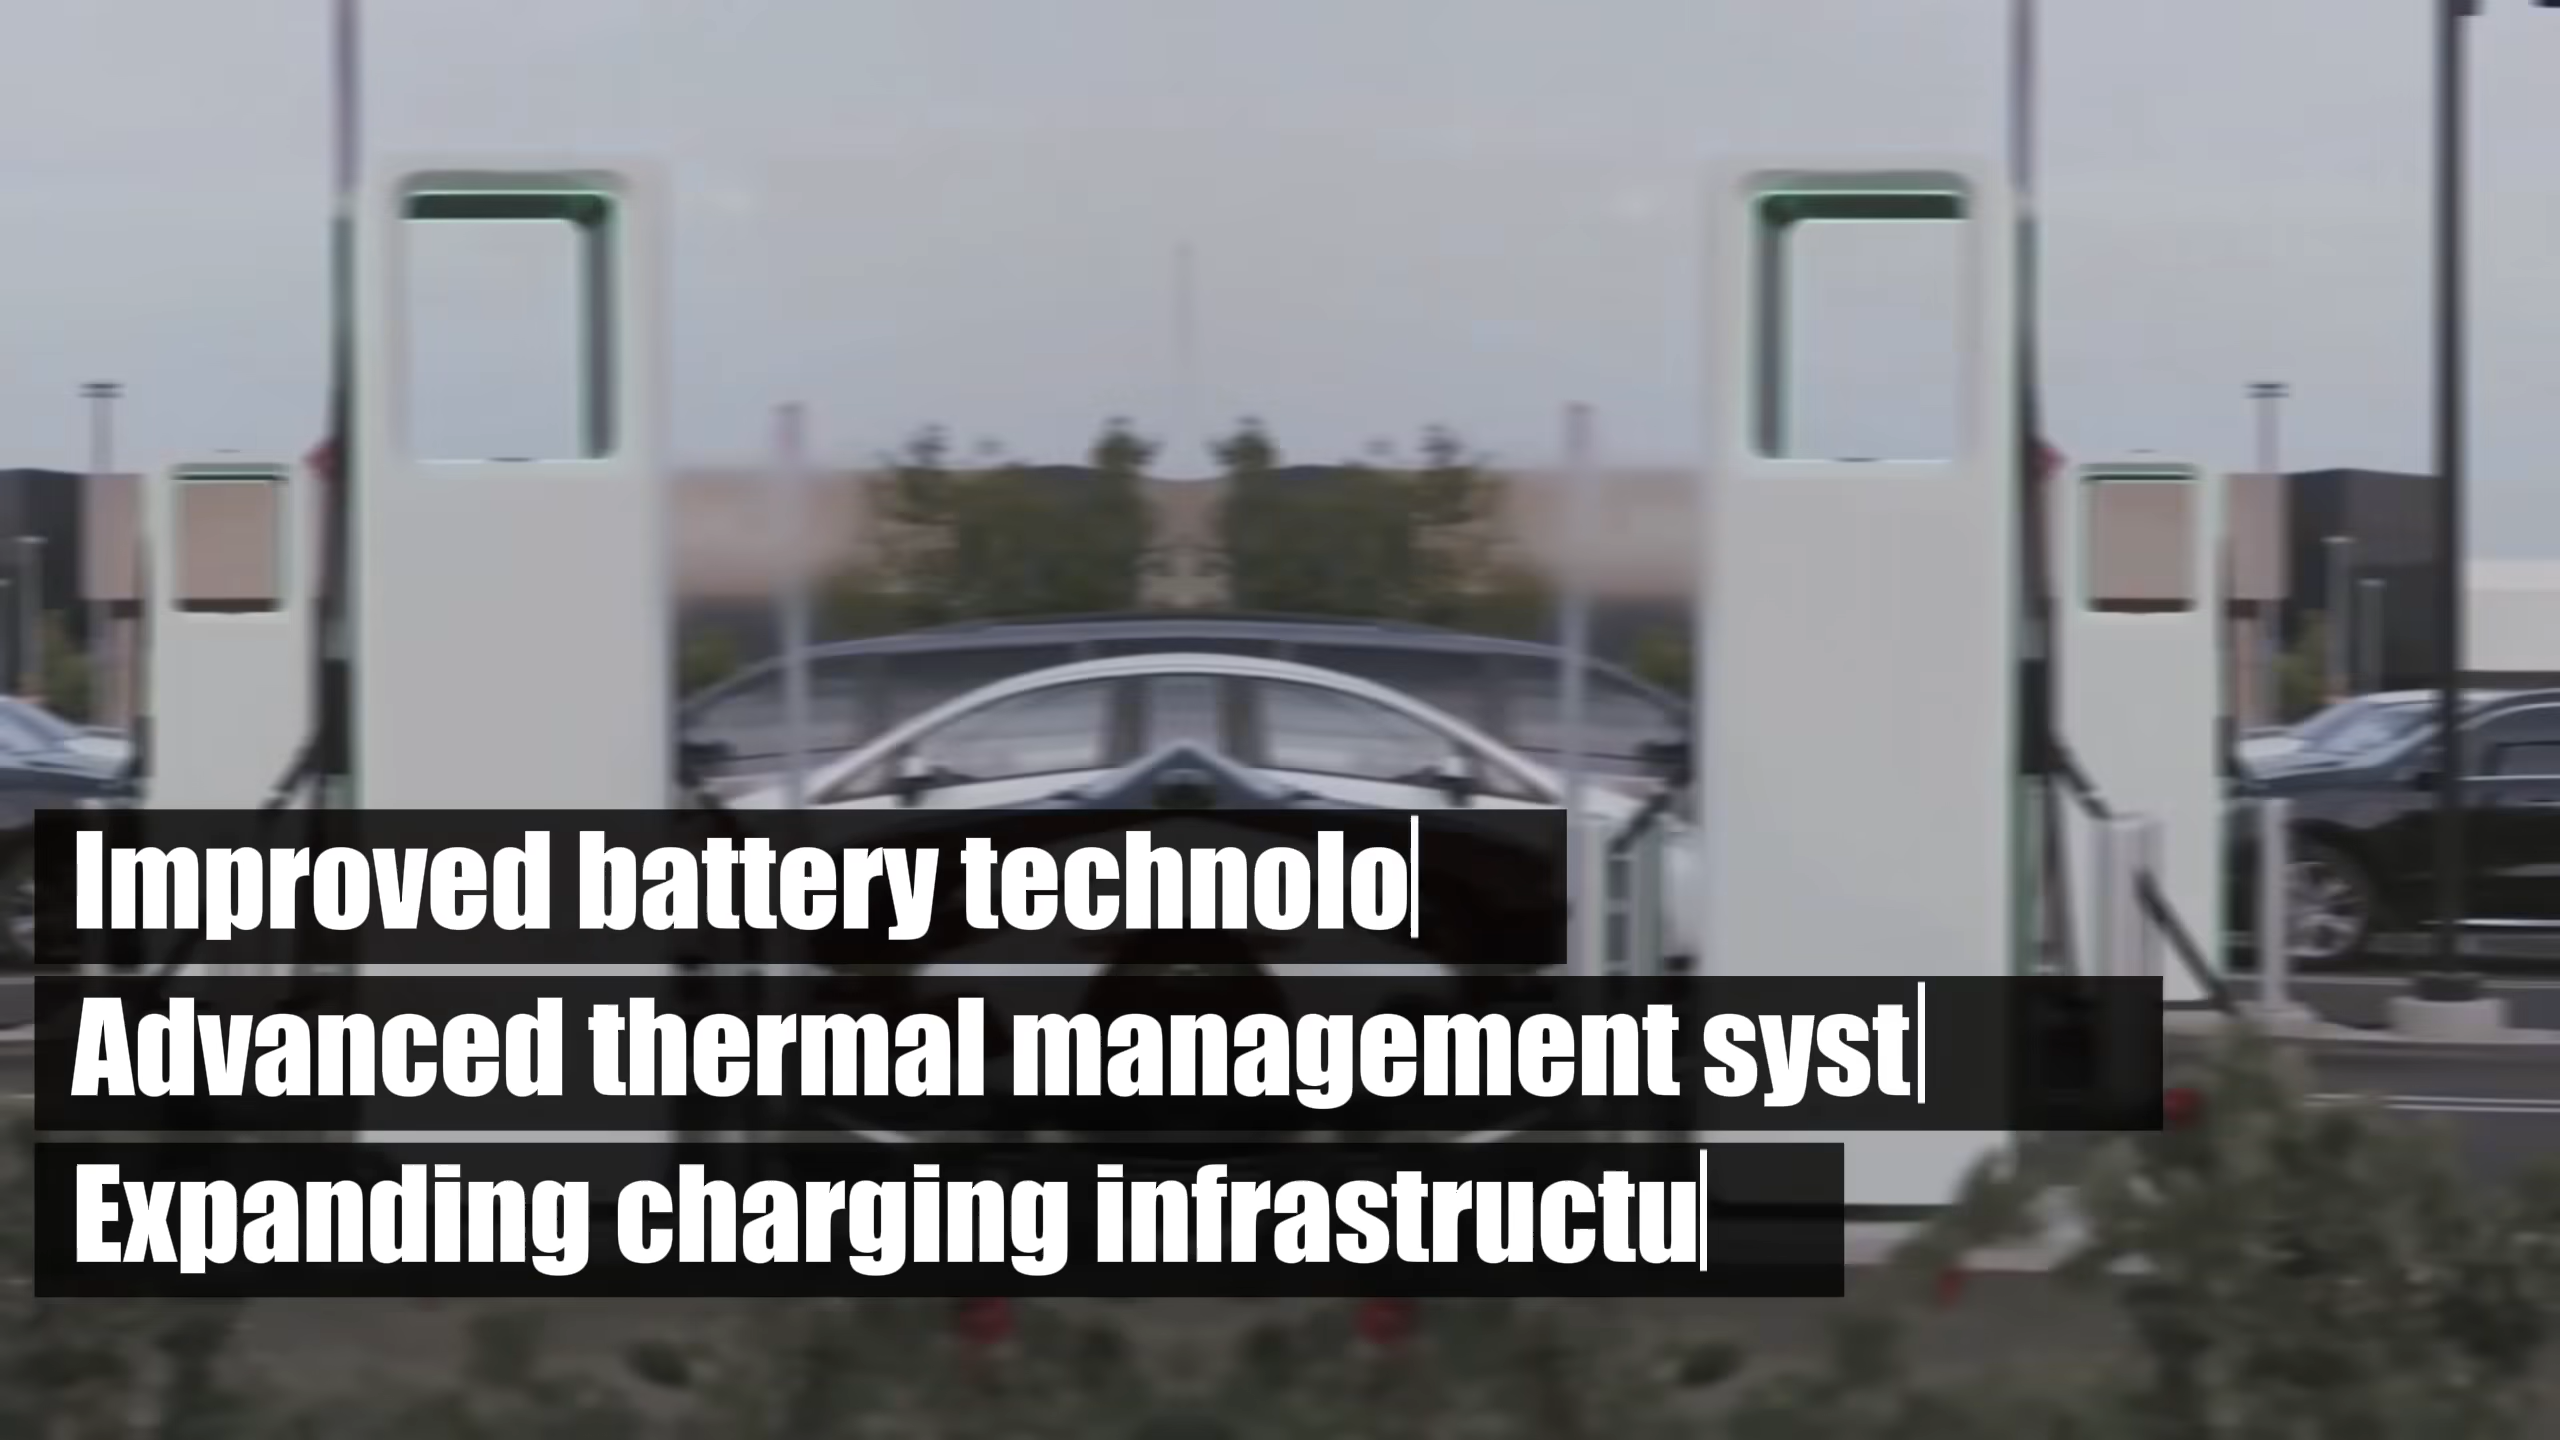 Improved battery technolo
Advanced thermal management syst
Expanding charging infrastructu